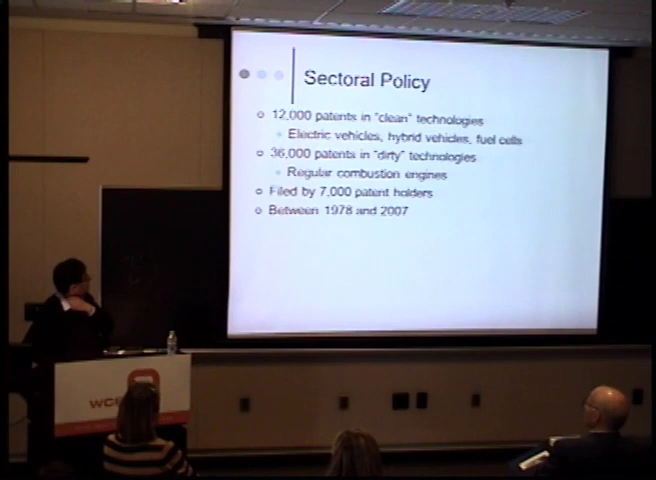 Sectoral Policy
12,000 patents in "clean" technologies
Electric vehicles, hybrid vehicles, fuel cells
36,000 patents in "dirty" technologies
Regular combustion engines
Filed by 7,000 patent holders
Between 1978 and 2007